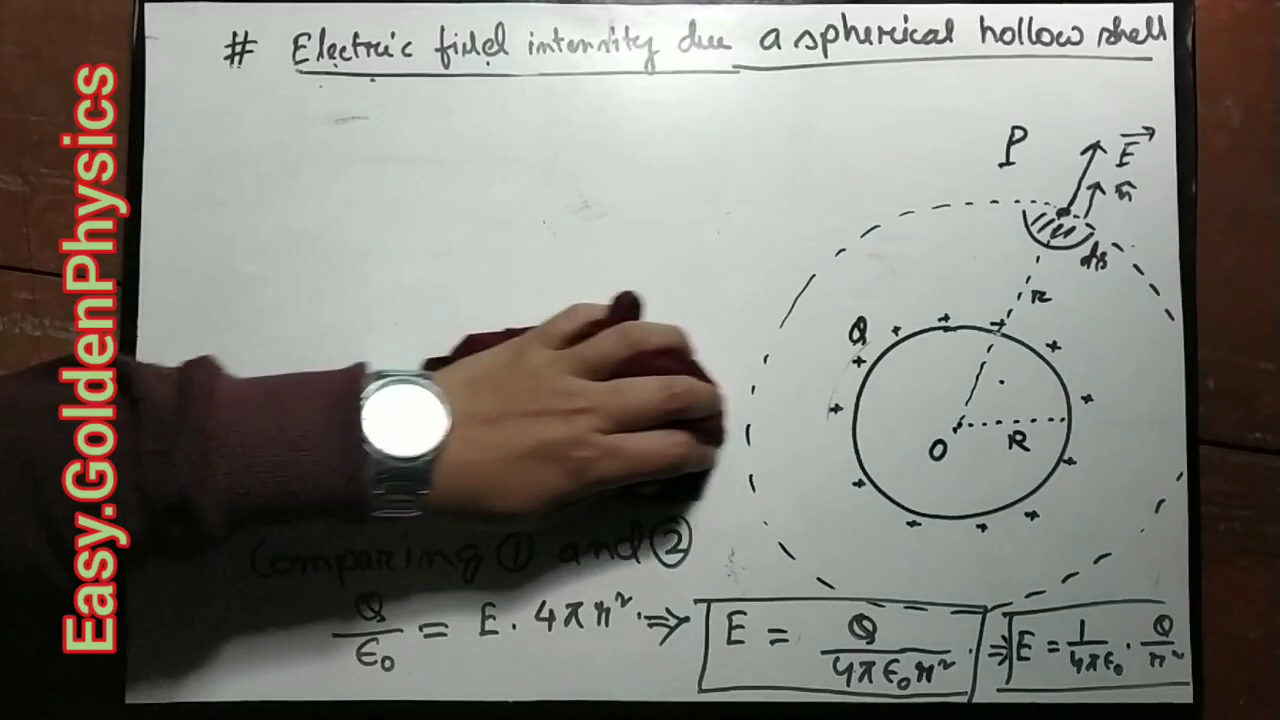 Easy.GoldenPhysics
# Electric field intensity due a spherical hollow shell
P
E⃗
n̂
ds
r
Q
+ + + + + + + + + + + +
O
R
Comparing ① and ②
Q/ϵ₀ = E . 4πr² ⇒ E = Q/4πϵ₀r² . ⇒ E = 1/4πϵ₀ . Q/r²